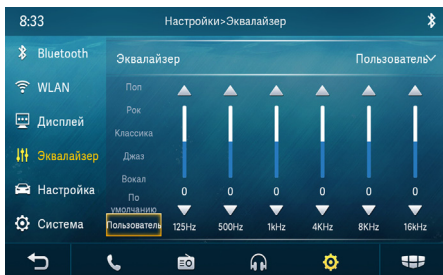 8:33
Настройки>Эквалайзер
Bluetooth
WLAN
Дисплей
Эквалайзер
Настройка
Система
Эквалайзер
Пользователь
Поп
Рок
Классика
Джаз
Вокал
По
умолчанию
Пользователь
0 0 0 0 0 0
125Hz 500Hz 1kHz 4KHz 8KHz 16kHz